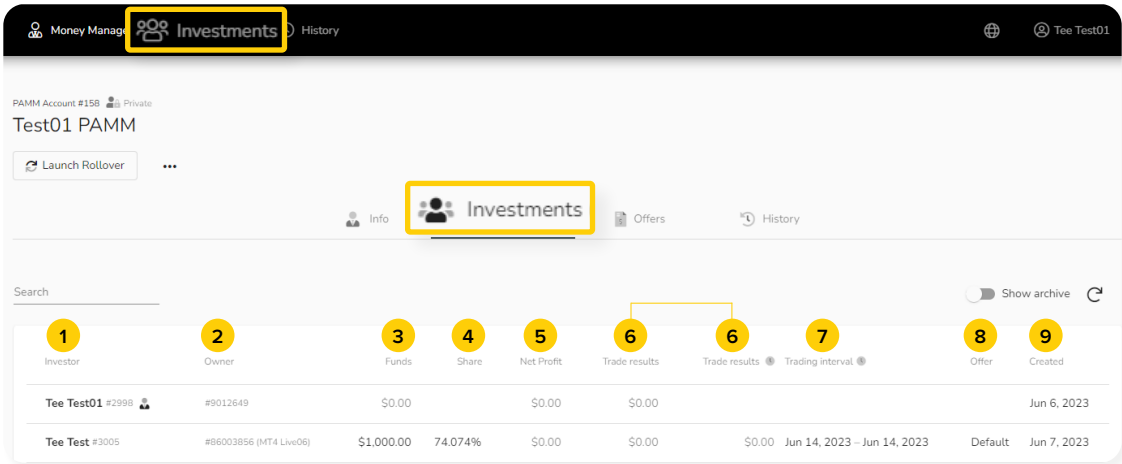 Money Manage Investments History Tee Test01
PAMM Account #158 Private
Test01 PAMM
Launch Rollover •••
Info Investments Offers History
Search Show archive
1 2 3 4 5 6 6 7 8 9
Investor Owner Funds Share Net Profit Trade results Trade results Trading interval Offer Created
Tee Test01 #2998 #9012649 $0.00 $0.00 $0.00 Jun 6, 2023
Tee Test #3005 #86003856 (MT4 Live06) $1,000.00 74.074% $0.00 $0.00 $0.00 Jun 14, 2023 – Jun 14, 2023 Default Jun 7, 2023